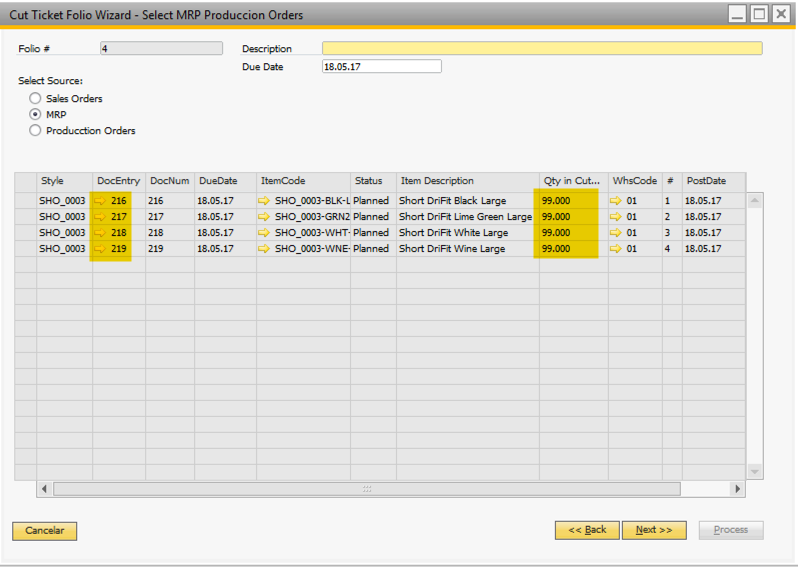 Cut Ticket Folio Wizard - Select MRP Produccion Orders
Folio # 4 Description
Due Date 18.05.17
Select Source:
Sales Orders
MRP
Producction Orders
Style DocEntry DocNum DueDate ItemCode Status Item Description Qty in Cut... WhsCode # PostDate
SHO_0003 216 216 18.05.17 SHO_0003-BLK-L Planned Short DriFit Black Large 99.000 01 1 18.05.17
SHO_0003 217 217 18.05.17 SHO_0003-GRN2 Planned Short DriFit Lime Green Large 99.000 01 2 18.05.17
SHO_0003 218 218 18.05.17 SHO_0003-WHT- Planned Short DriFit White Large 99.000 01 3 18.05.17
SHO_0003 219 219 18.05.17 SHO_0003-WNE- Planned Short DriFit Wine Large 99.000 01 4 18.05.17
Cancelar << Back Next >> Process